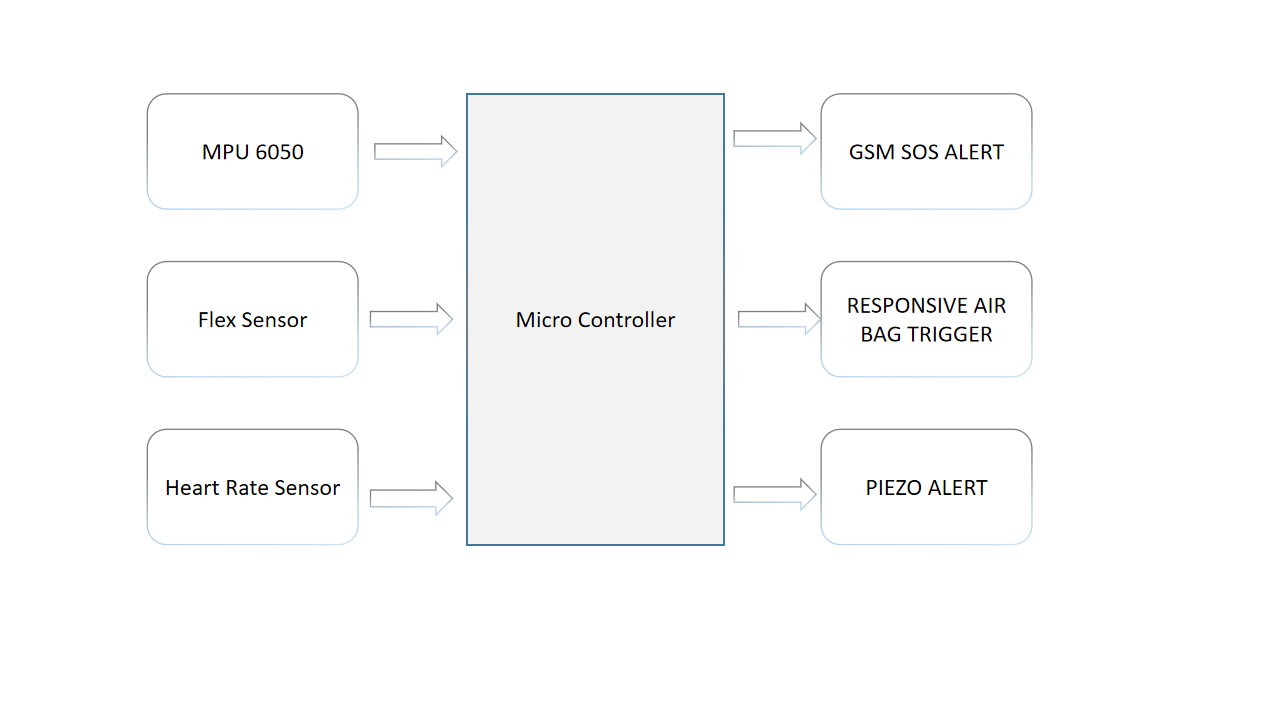 MPU 6050
GSM SOS ALERT
Flex Sensor
Micro Controller
RESPONSIVE AIR
BAG TRIGGER
Heart Rate Sensor
PIEZO ALERT